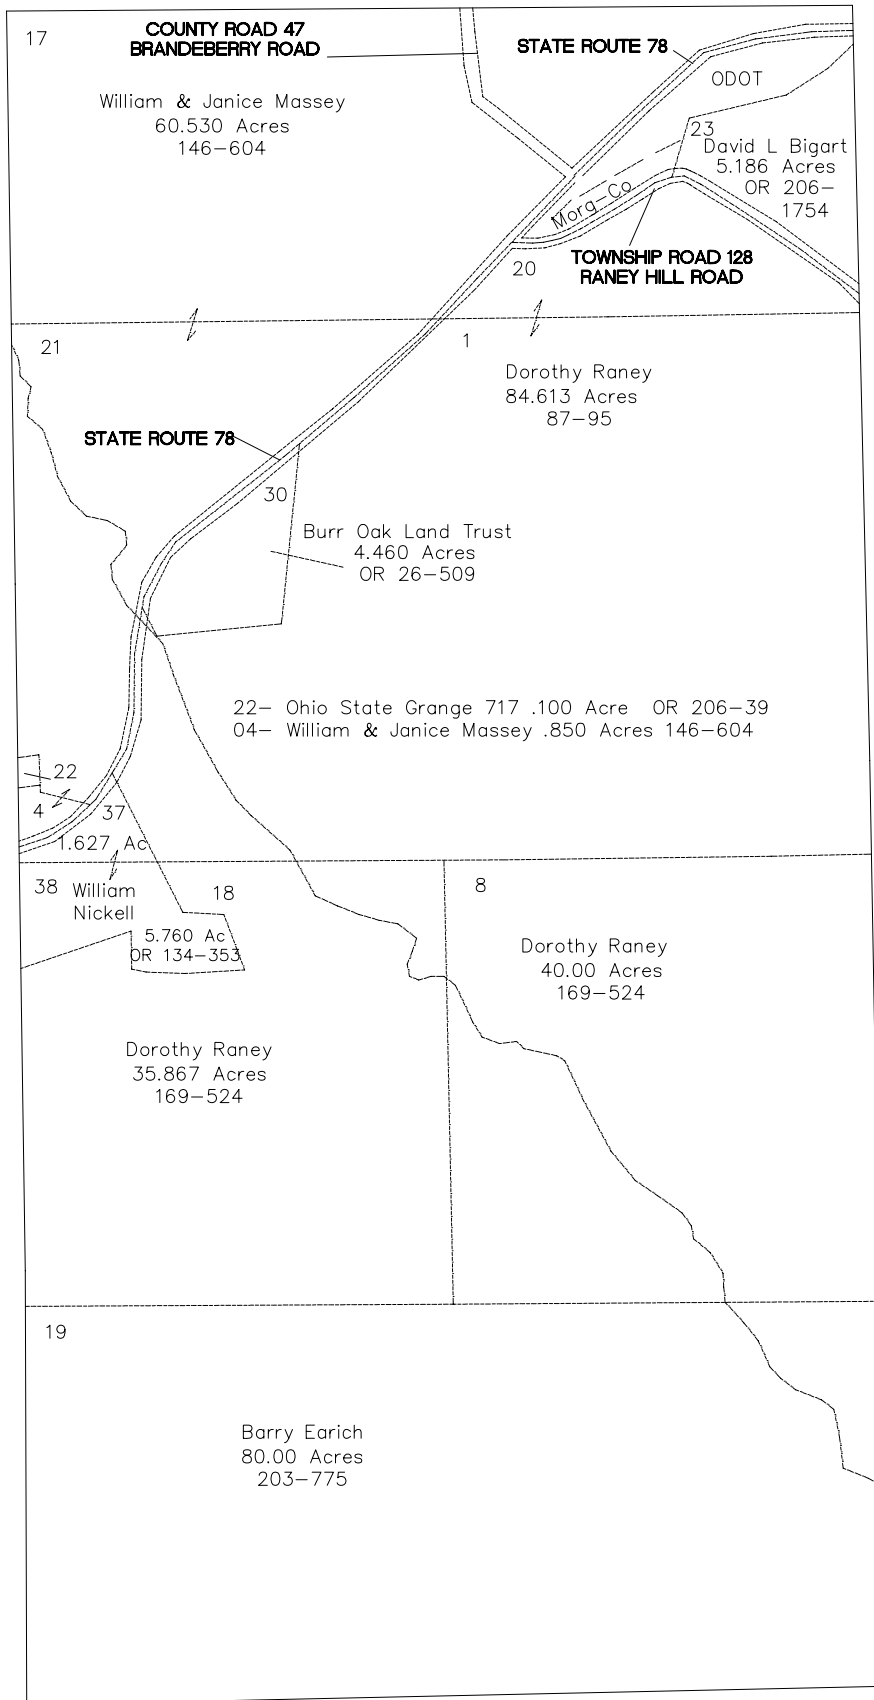 17
COUNTY ROAD 47
BRANDEBERRY ROAD
STATE ROUTE 78
ODOT
William & Janice Massey
60.530 Acres
146-604
23
David L Bigart
5.186 Acres
OR 206-
1754
Morg-Co
TOWNSHIP ROAD 128
RANEY HILL ROAD
20
21
1
Dorothy Raney
84.613 Acres
87-95
STATE ROUTE 78
30
Burr Oak Land Trust
4.460 Acres
OR 26-509
22- Ohio State Grange 717 .100 Acre OR 206-39
04- William & Janice Massey .850 Acres 146-604
22
4
37
1.627 Ac
38
William
Nickell
18
5.760 Ac
OR 134-353
8
Dorothy Raney
40.00 Acres
169-524
Dorothy Raney
35.867 Acres
169-524
19
Barry Earich
80.00 Acres
203-775